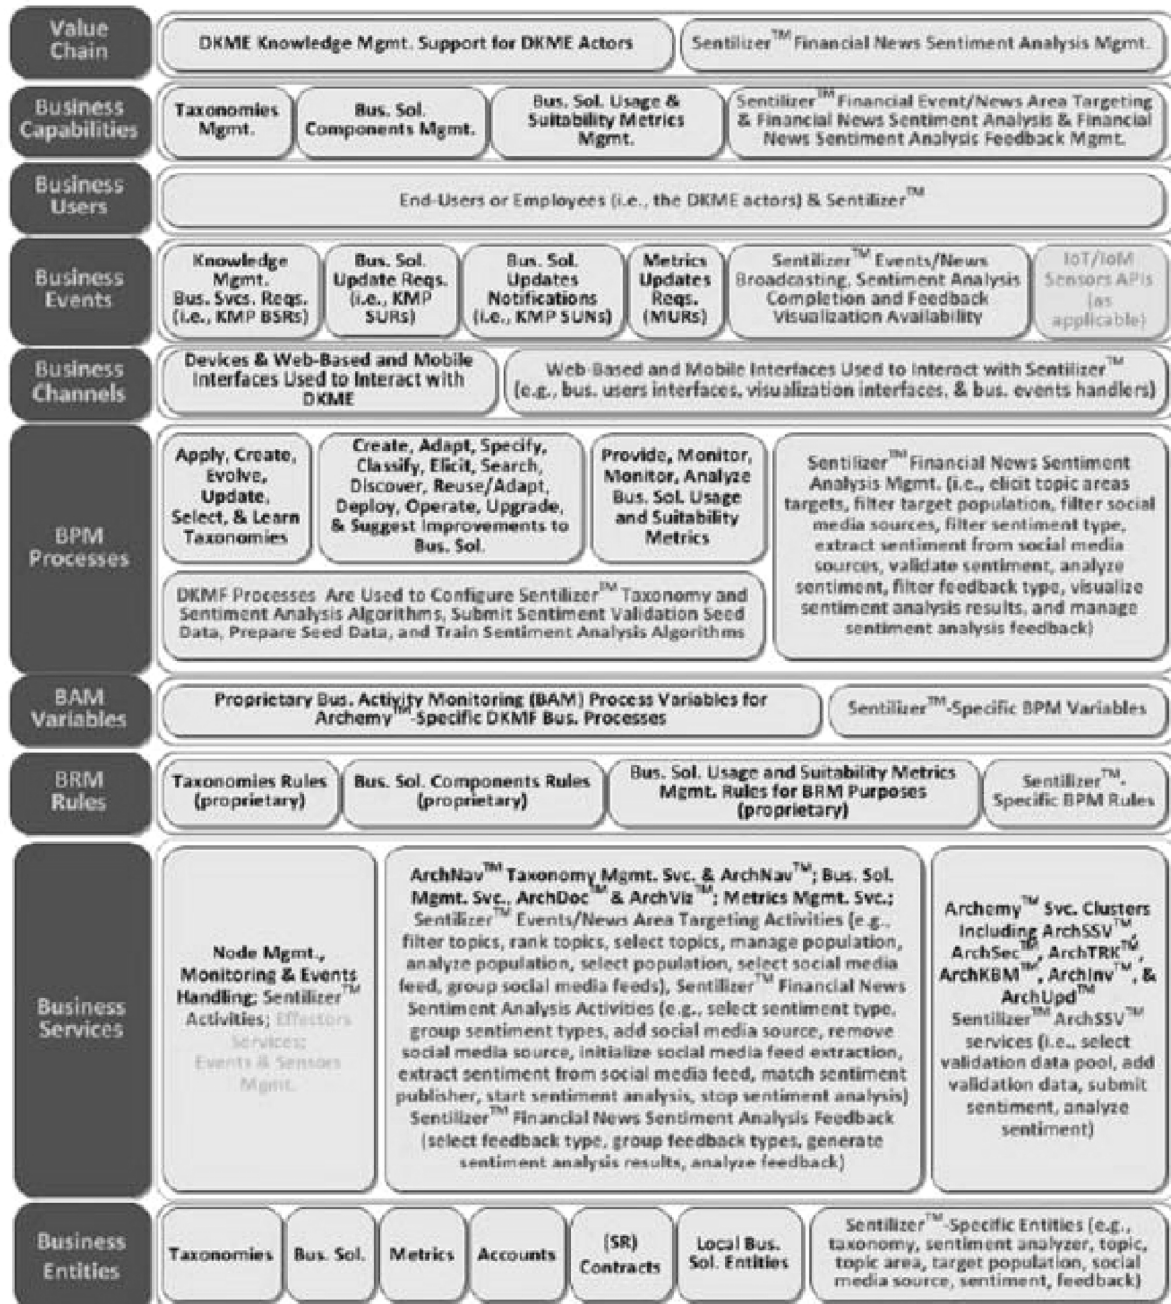 Value
Chain
DKME Knowledge Mgmt. Support for DKME Actors
Sentilizer™ Financial News Sentiment Analysis Mgmt.
Business
Capabilities
Taxonomies
Mgmt.
Bus. Sol.
Components Mgmt.
Bus. Sol. Usage &
Suitability Metrics
Mgmt.
Sentilizer™ Financial Event/News Area Targeting
& Financial News Sentiment Analysis & Financial
News Sentiment Analysis Feedback Mgmt.
Business
Users
End-Users or Employees (i.e., the DKME actors) & Sentilizer™
Business
Events
Knowledge
Mgmt.
Bus. Svcs. Reqs.
(i.e., KMP BSRs)
Bus. Sol.
Update Reqs.
(i.e., KMP
SURs)
Bus. Sol.
Updates
Notifications
(i.e., KMP SUNs)
Metrics
Updates
Reqs.
(MURs)
Sentilizer™ Events/News
Broadcasting, Sentiment Analysis
Completion and Feedback
Visualization Availability
IoT/IoM
Sensors APIs
(as
applicable)
Business
Channels
Devices & Web-Based and Mobile
Interfaces Used to Interact with
DKME
Web-Based and Mobile Interfaces Used to Interact with Sentilizer™
(e.g., bus. users interfaces, visualization interfaces, & bus. events handlers)
BPM
Processes
Apply, Create,
Evolve,
Update,
Select, & Learn
Taxonomies
Create, Adapt, Specify,
Classify, Elicit, Search,
Discover, Reuse/Adapt,
Deploy, Operate, Upgrade,
& Suggest Improvements to
Bus. Sol.
Provide, Monitor,
Monitor, Analyze
Bus. Sol. Usage
and Suitability
Metrics
Sentilizer™ Financial News Sentiment
Analysis Mgmt. (i.e., elicit topic areas
targets, filter target population, filter social
media sources, filter sentiment type,
extract sentiment from social media
sources, validate sentiment, analyze
sentiment, filter feedback type, visualize
sentiment analysis results, and manage
sentiment analysis feedback)
DKMF Processes Are Used to Configure Sentilizer™ Taxonomy and
Sentiment Analysis Algorithms, Submit Sentiment Validation Seed
Data, Prepare Seed Data, and Train Sentiment Analysis Algorithms
BAM
Variables
Proprietary Bus. Activity Monitoring (BAM) Process Variables for
Archemy™-Specific DKMF Bus. Processes
Sentilizer™-Specific BPM Variables
BRM
Rules
Taxonomies Rules
(proprietary)
Bus. Sol. Components Rules
(proprietary)
Bus. Sol. Usage and Suitability Metrics
Mgmt. Rules for BRM Purposes
(proprietary)
Sentilizer™-
Specific BPM Rules
Business
Services
Node Mgmt.,
Monitoring & Events
Handling; Sentilizer™
Activities; Effectors
Services;
Events & Sensors
Mgmt.
ArchNav™ Taxonomy Mgmt. Svc. & ArchNav™; Bus. Sol.
Mgmt. Svc., ArchDoc™ & ArchViz™; Metrics Mgmt. Svc.;
Sentilizer™ Events/News Area Targeting Activities (e.g.,
filter topics, rank topics, select topics, manage population,
analyze population, select population, select social media
feed, group social media feeds), Sentilizer™ Financial News
Sentiment Analysis Activities (e.g., select sentiment type,
group sentiment types, add social media source, remove
social media source, initialize social media feed extraction,
extract sentiment from social media feed, match sentiment
publisher, start sentiment analysis, stop sentiment analysis)
Sentilizer™ Financial News Sentiment Analysis Feedback
(select feedback type, group feedback types, generate
sentiment analysis results, analyze feedback)
Archemy™ Svc. Clusters
Including ArchSSV™,
ArchSec™, ArchTRK™,
ArchKBM™, ArchInv™, &
ArchUpd™
Sentilizer™ ArchSSV™
services (i.e., select
validation data pool, add
validation data, submit
sentiment, analyze
sentiment)
Business
Entities
Taxonomies
Bus. Sol.
Metrics
Accounts
(SR)
Contracts
Local Bus.
Sol. Entities
Sentilizer™-Specific Entities (e.g.,
taxonomy, sentiment analyzer, topic,
topic area, target population, social
media source, sentiment, feedback)